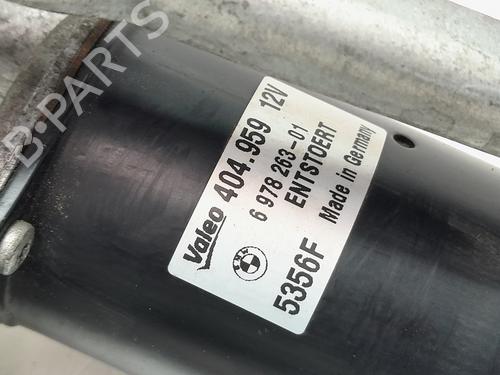 B-PARTS
Valeo 404.959 12V
6 978 263-01
ENTSTOERT
5356F Made in Germany